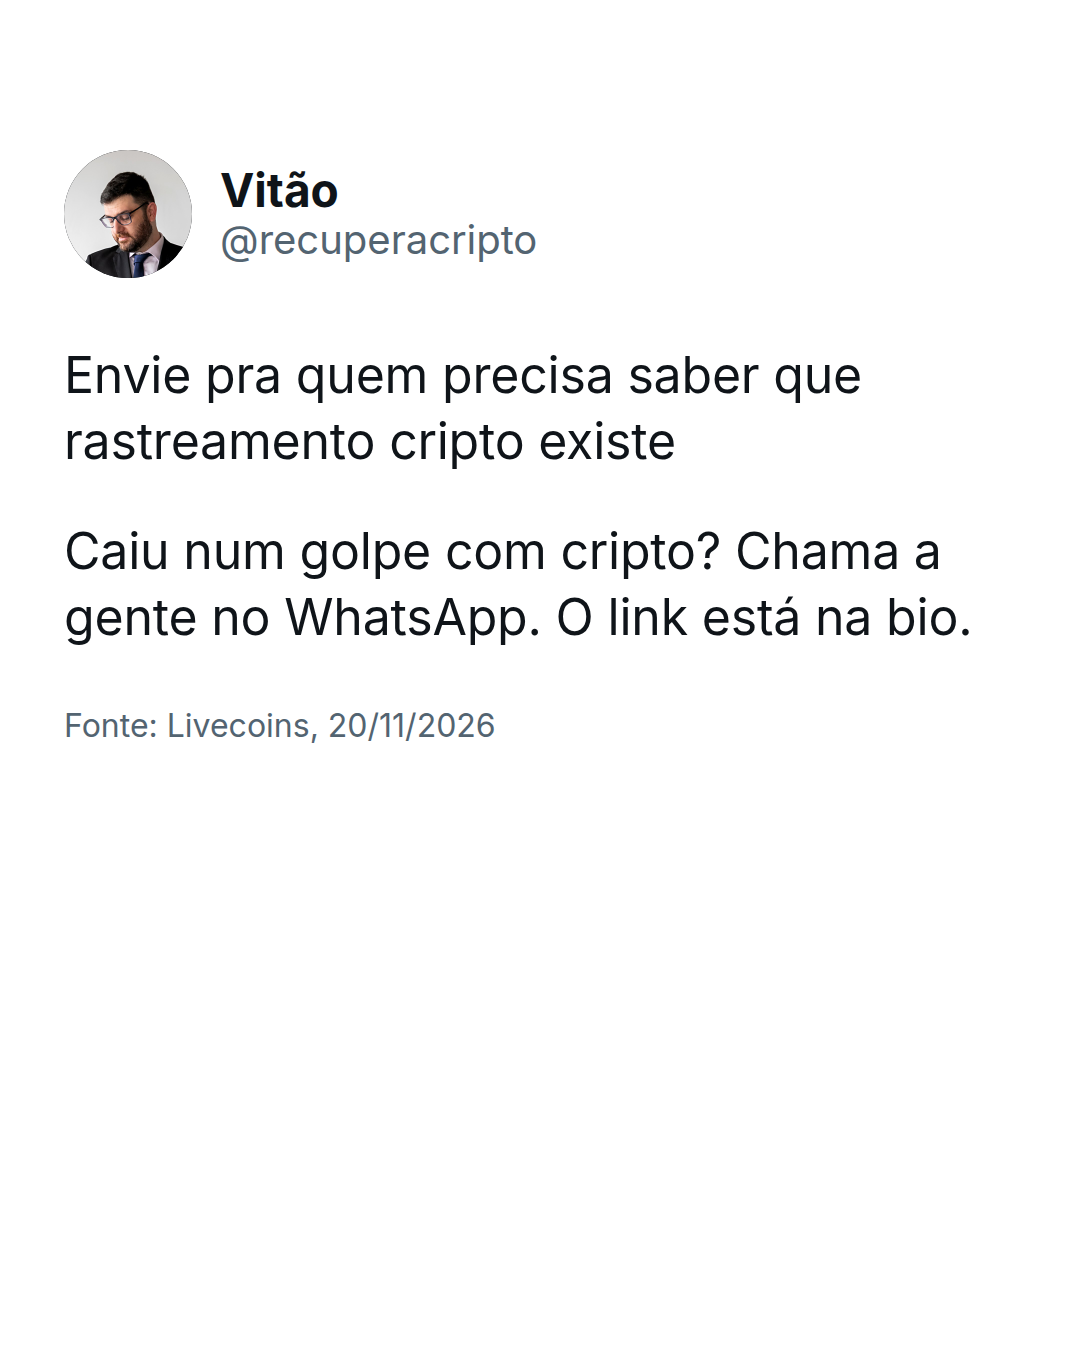 Vitão
@recuperacripto
Envie pra quem precisa saber que
rastreamento cripto existe
Caiu num golpe com cripto? Chama a
gente no WhatsApp. O link está na bio.
Fonte: Livecoins, 20/11/2026